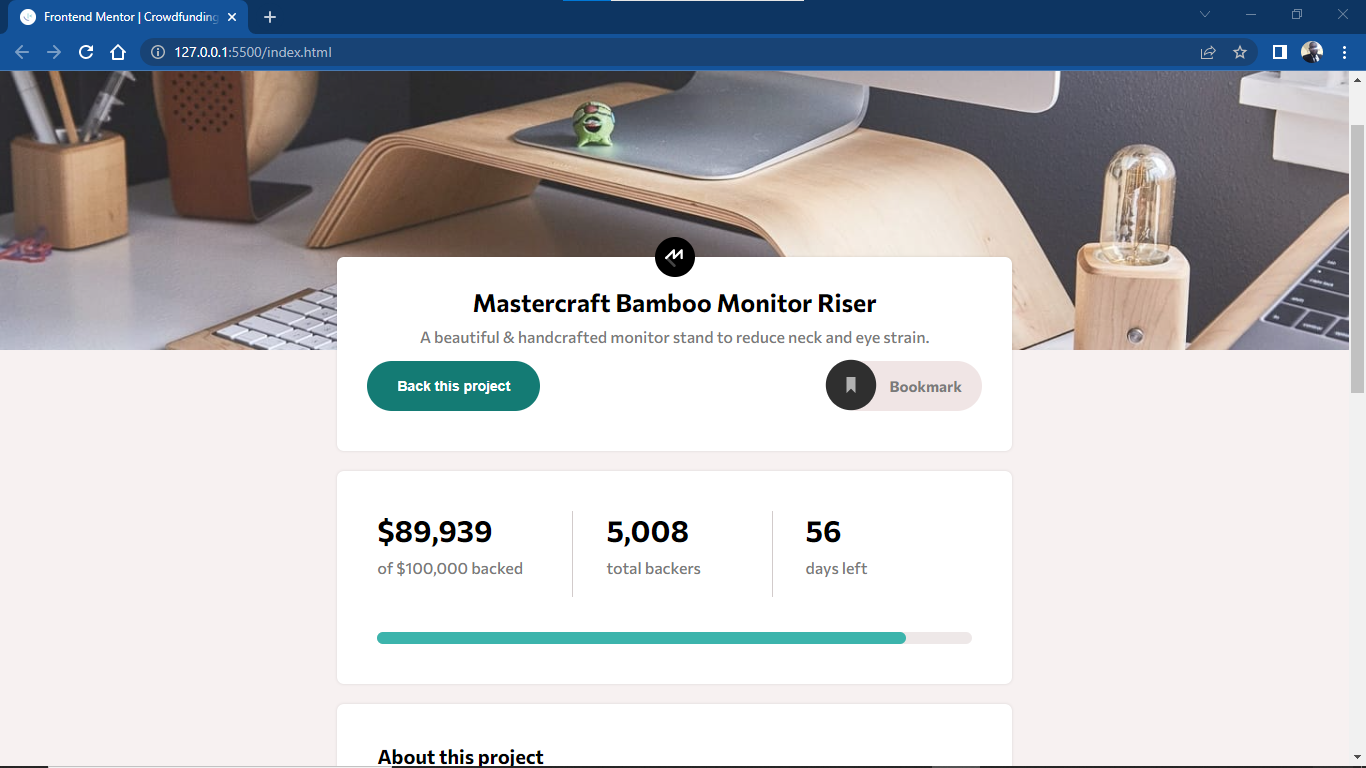 Frontend Mentor | Crowdfunding
127.0.0.1:5500/index.html
Mastercraft Bamboo Monitor Riser
A beautiful & handcrafted monitor stand to reduce neck and eye strain.
Back this project
Bookmark
$89,939
of $100,000 backed
5,008
total backers
56
days left
About this project